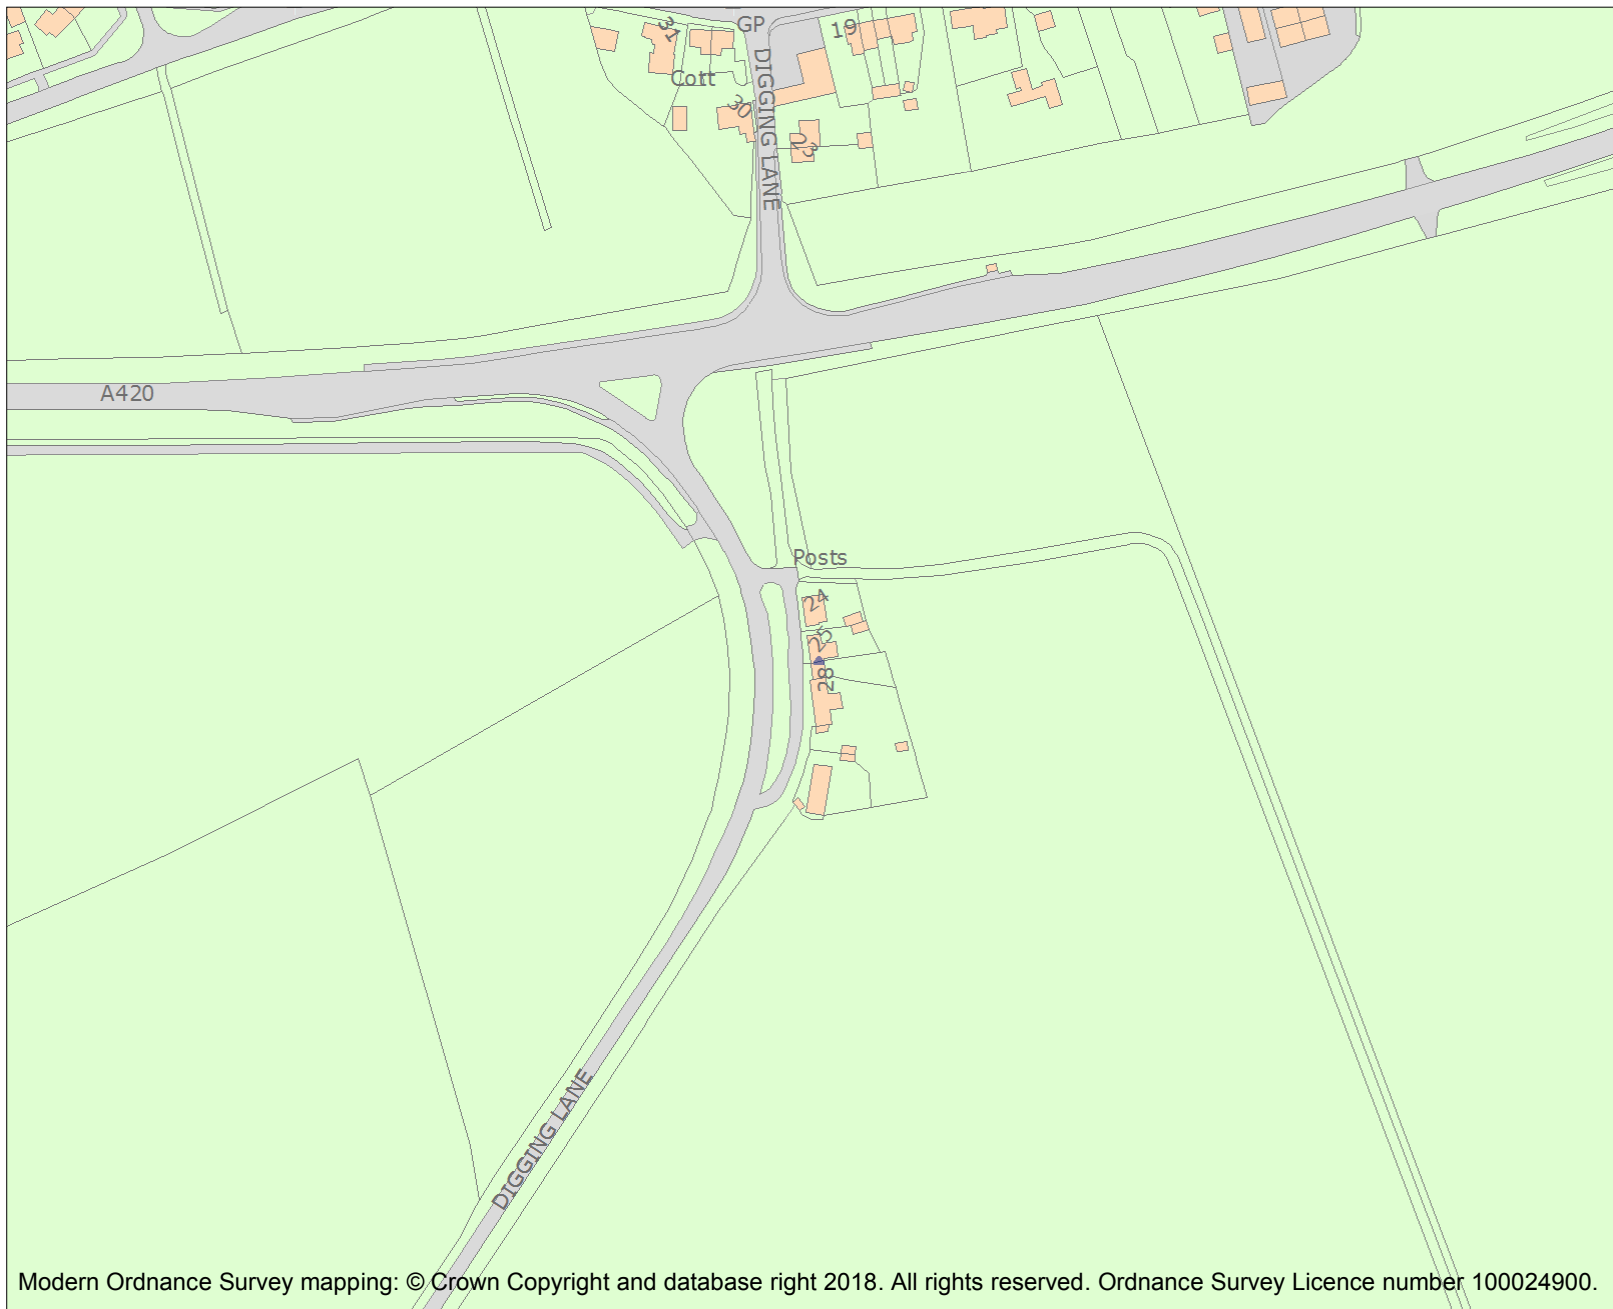 31
GP
19
Cott
30
DIGGING LANE
23
A420
Posts
24
25
28
DIGGING LANE
Modern Ordnance Survey mapping: © Crown Copyright and database right 2018. All rights reserved. Ordnance Survey Licence number 100024900.